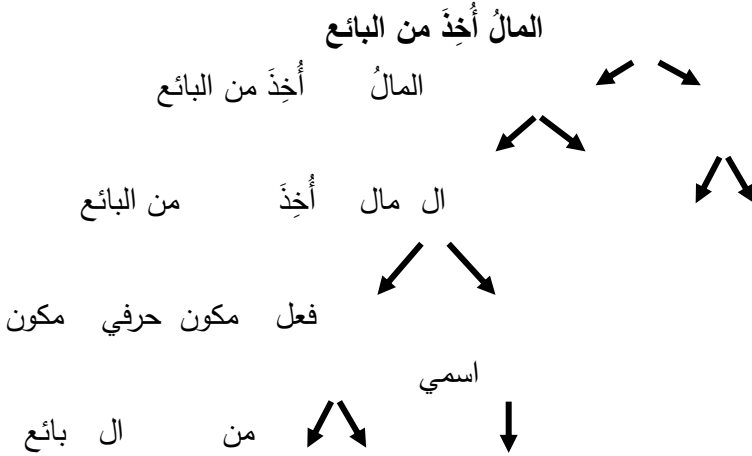 المالُ أُخِذَ من البائع
المالُ أُخِذَ من البائع
ال مال أُخِذَ من البائع
فعل مكون حرفي مكون
اسمي
من ال بائع